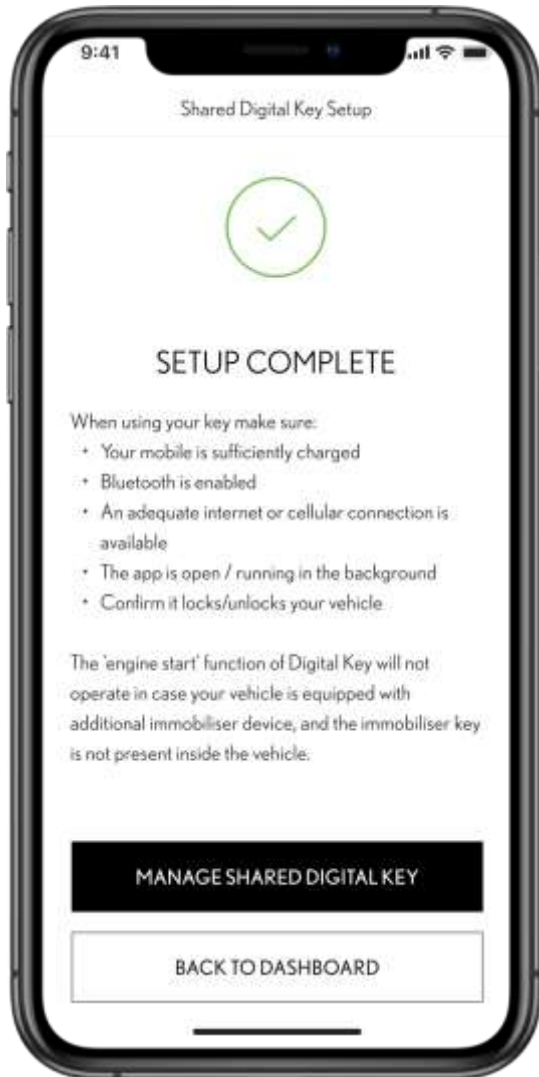 9:41
Shared Digital Key Setup
SETUP COMPLETE
When using your key make sure:
• Your mobile is sufficiently charged
• Bluetooth is enabled
• An adequate internet or cellular connection is
available
• The app is open / running in the background
• Confirm it locks/unlocks your vehicle
The `engine start' function of Digital Key will not
operate in case your vehicle is equipped with
additional immobiliser device, and the immobiliser key
is not present inside the vehicle.
MANAGE SHARED DIGITAL KEY
BACK TO DASHBOARD